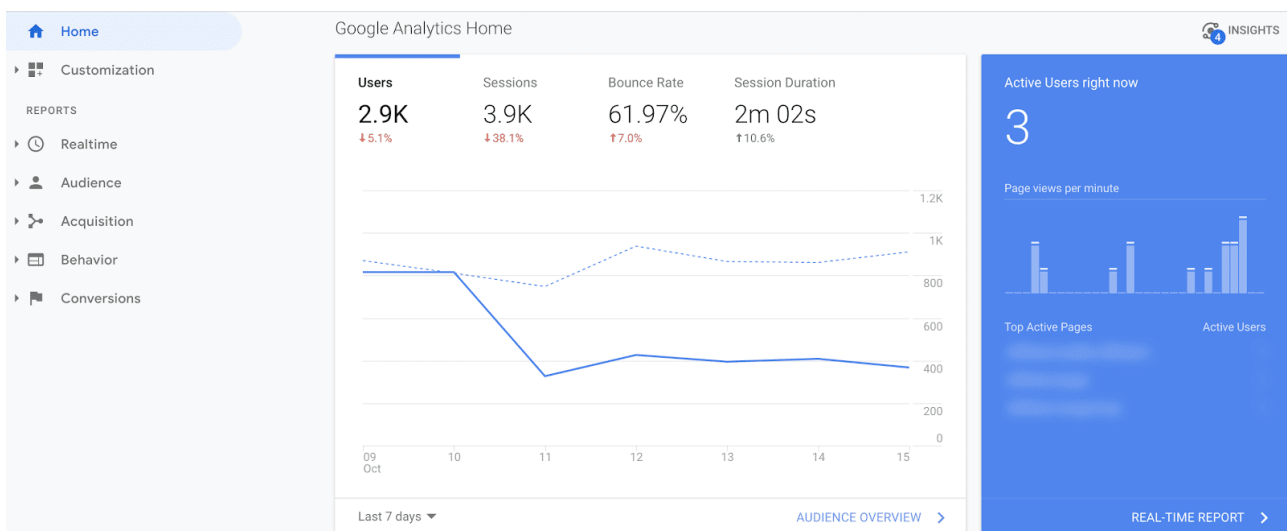 Home
Customization
REPORTS
Realtime
Audience
Acquisition
Behavior
Conversions
Google Analytics Home
4 INSIGHTS
Users Sessions Bounce Rate Session Duration
2.9K 3.9K 61.97% 2m 02s
↓5.1% ↓38.1% ↑7.0% ↑10.6%
1.2K
1K
800
600
400
200
0
09 10 11 12 13 14 15
Oct
Last 7 days AUDIENCE OVERVIEW
Active Users right now
3
Page views per minute
Top Active Pages Active Users
REAL-TIME REPORT